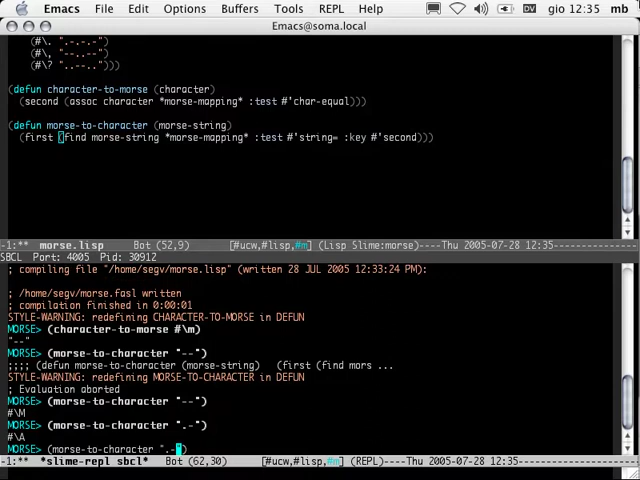 Emacs File Edit Options Buffers Tools REPL Help gio 12:35 mb
Emacs@soma.local
(#\. ".-.-.-")
(#\, "--..--")
(#\? "..--..")))
(defun character-to-morse (character)
(second (assoc character *morse-mapping* :test #'char-equal)))
(defun morse-to-character (morse-string)
(first (find morse-string *morse-mapping* :test #'string= :key #'second)))
-1:** morse.lisp Bot (52,9) [#ucw,#lisp,#m] (Lisp Slime:morse)----Thu 2005-07-28 12:35--------
SBCL Port: 4005 Pid: 30912
; compiling file "/home/segv/morse.lisp" (written 28 JUL 2005 12:33:24 PM):
; /home/segv/morse.fasl written
; compilation finished in 0:00:01
STYLE-WARNING: redefining CHARACTER-TO-MORSE in DEFUN
MORSE> (character-to-morse #\m)
"--"
MORSE> (morse-to-character "--")
;;;; (defun morse-to-character (morse-string) (first (find mors ...
STYLE-WARNING: redefining MORSE-TO-CHARACTER in DEFUN
; Evaluation aborted
MORSE> (morse-to-character "--")
#\M
MORSE> (morse-to-character ".-")
#\A
MORSE> (morse-to-character ".-")
-1:** *slime-repl sbcl* Bot (62,30) [#ucw,#lisp,#m] (REPL)----Thu 2005-07-28 12:35--------